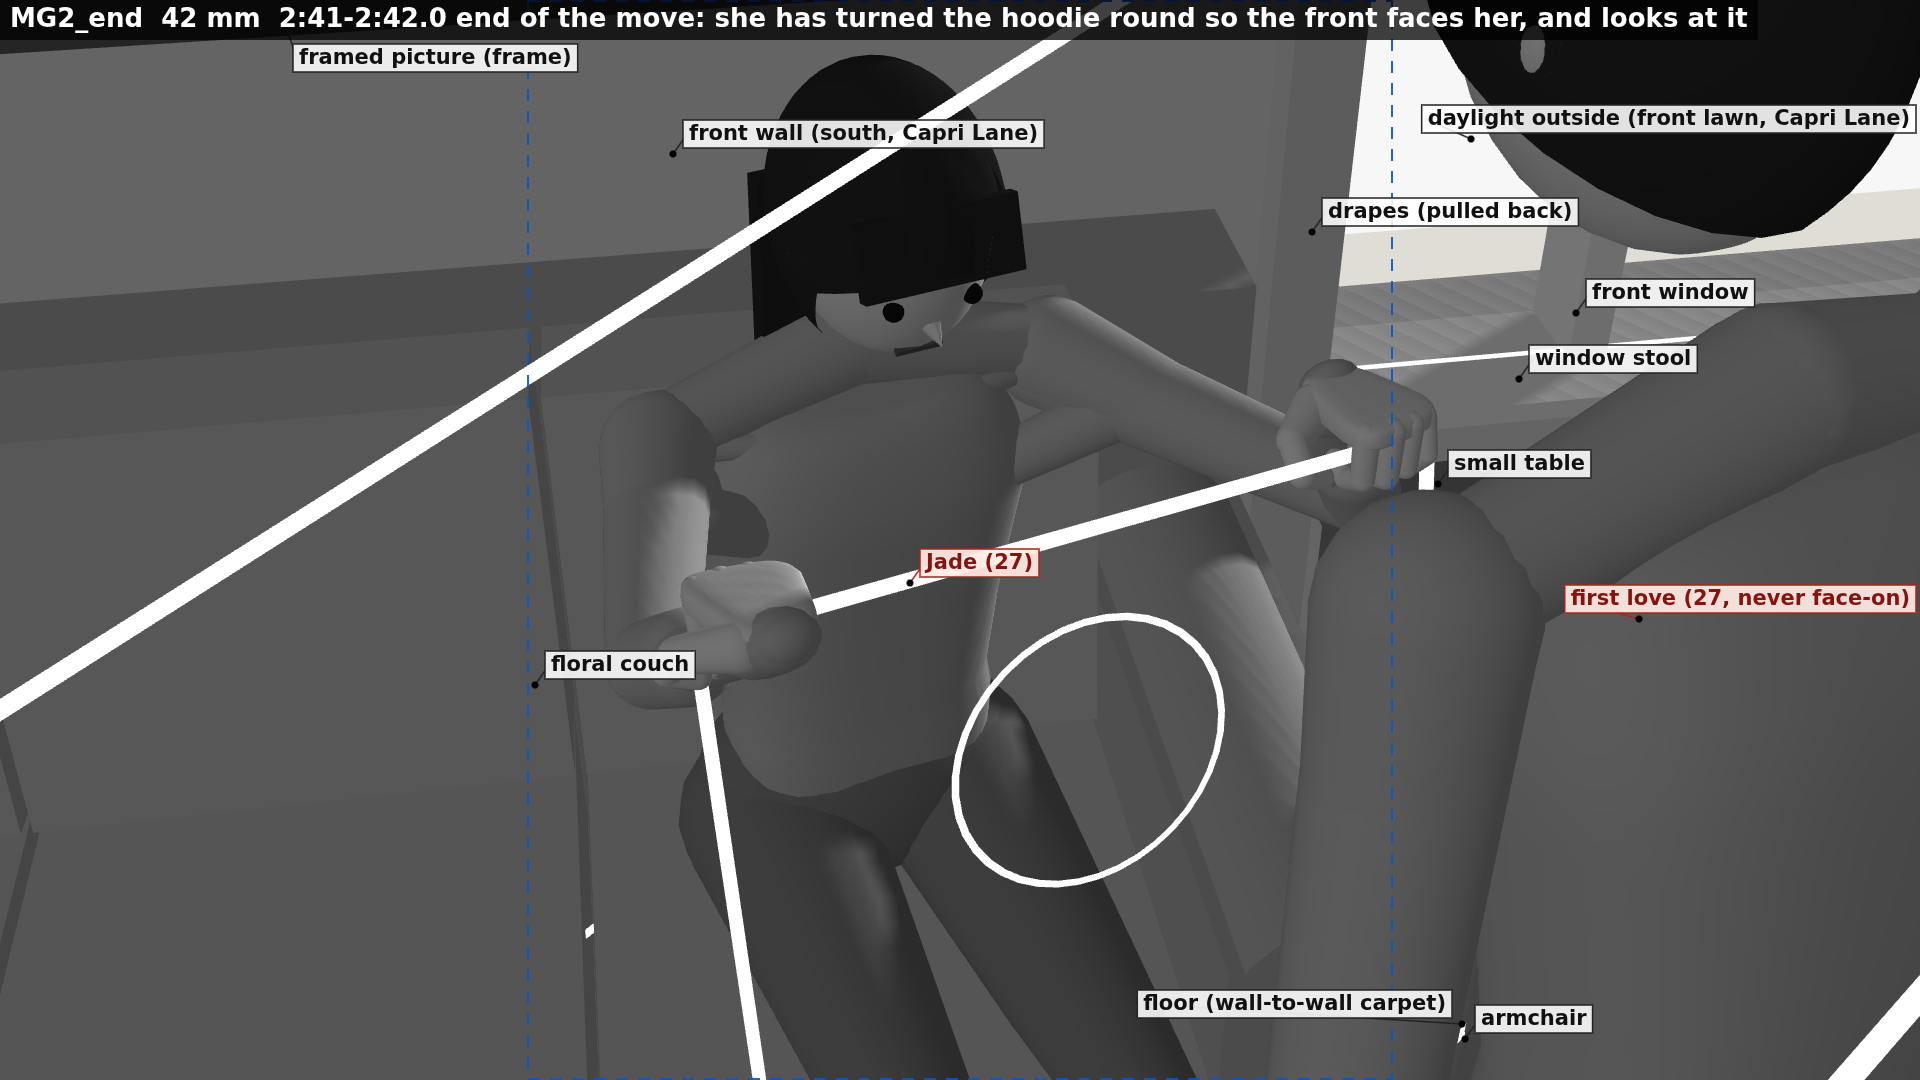 MG2_end  42 mm  2:41-2:42.0 end of the move: she has turned the hoodie round so the front faces her, and looks at it
framed picture (frame)
front wall (south, Capri Lane)
daylight outside (front lawn, Capri Lane)
drapes (pulled back)
front window
window stool
small table
Jade (27)
first love (27, never face-on)
floral couch
floor (wall-to-wall carpet)
armchair